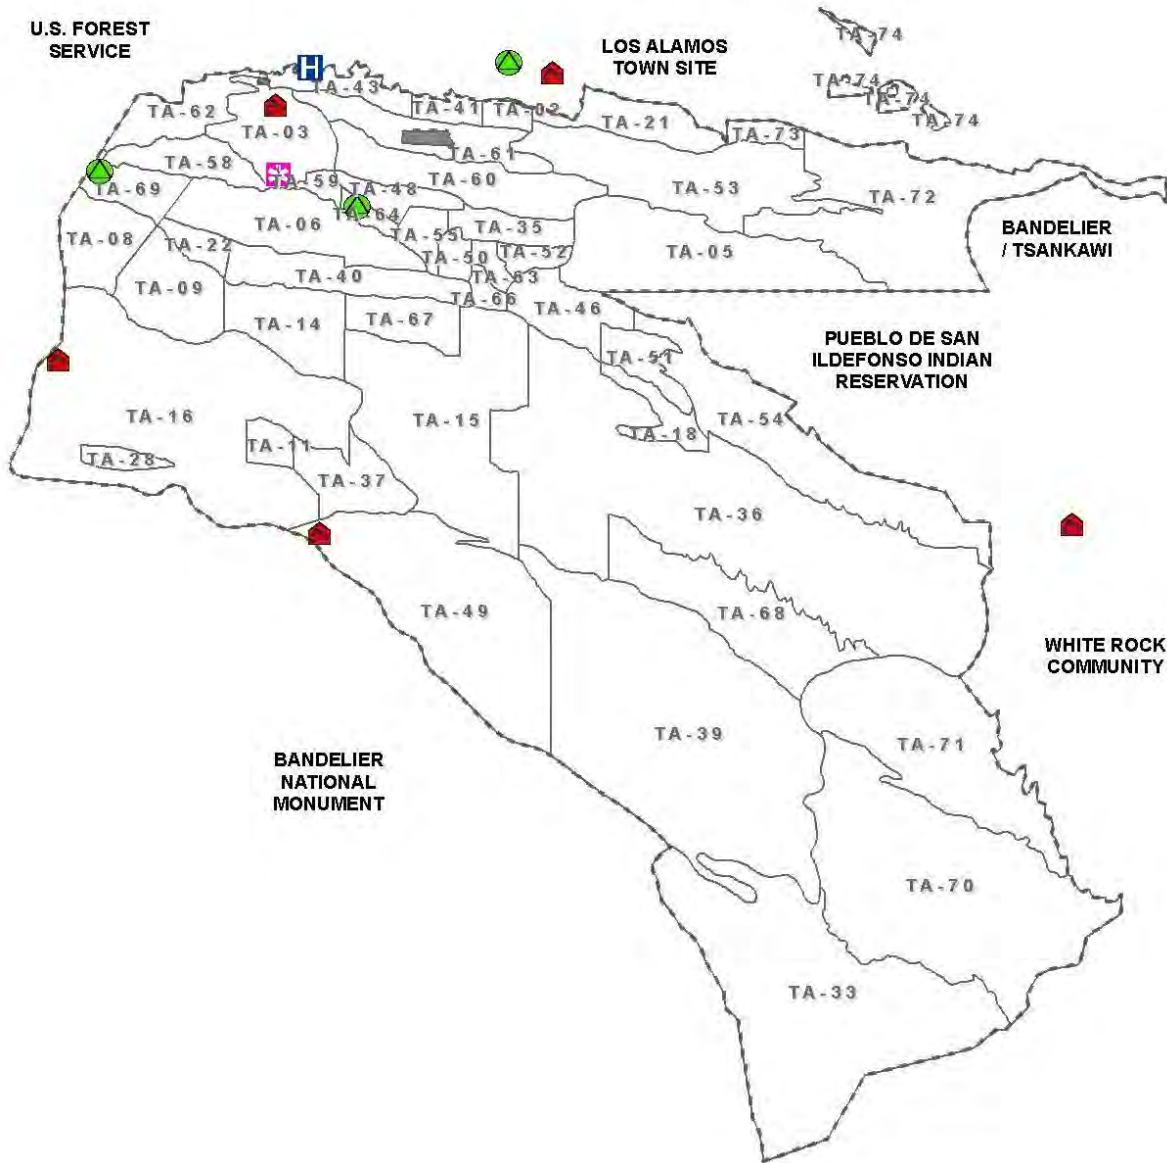 U.S. FOREST
SERVICE
LOS ALAMOS
TOWN SITE
TA-74
H
TA-43
TA-74
TA-74
TA-74
TA-62
TA-03
TA-41
TA-02
TA-21
TA-73
TA-61
TA-58
TA-59
TA-48
TA-60
TA-53
TA-72
TA-69
TA-64
TA-06
TA-55
TA-35
TA-08
TA-22
TA-50
TA-52
TA-05
BANDELIER
/ TSANKAWI
TA-09
TA-40
TA-63
TA-66
TA-46
TA-14
TA-67
TA-51
PUEBLO DE SAN
ILDEFONSO INDIAN
RESERVATION
TA-16
TA-15
TA-54
TA-18
TA-11
TA-28
TA-37
TA-36
TA-49
TA-68
WHITE ROCK
COMMUNITY
TA-39
TA-71
BANDELIER
NATIONAL
MONUMENT
TA-70
TA-33